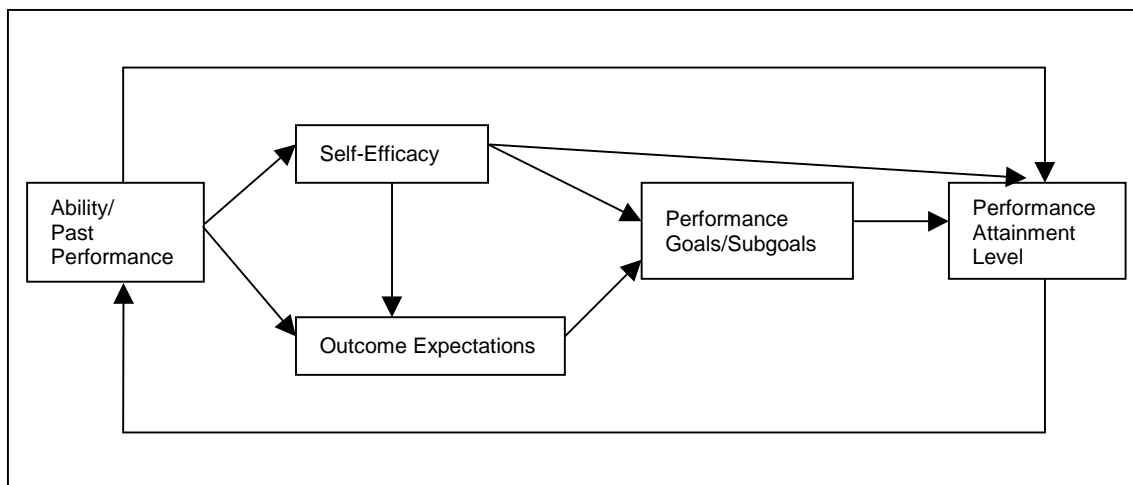 Self-Efficacy
Ability/
Past
Performance
Performance
Goals/Subgoals
Performance
Attainment
Level
Outcome Expectations